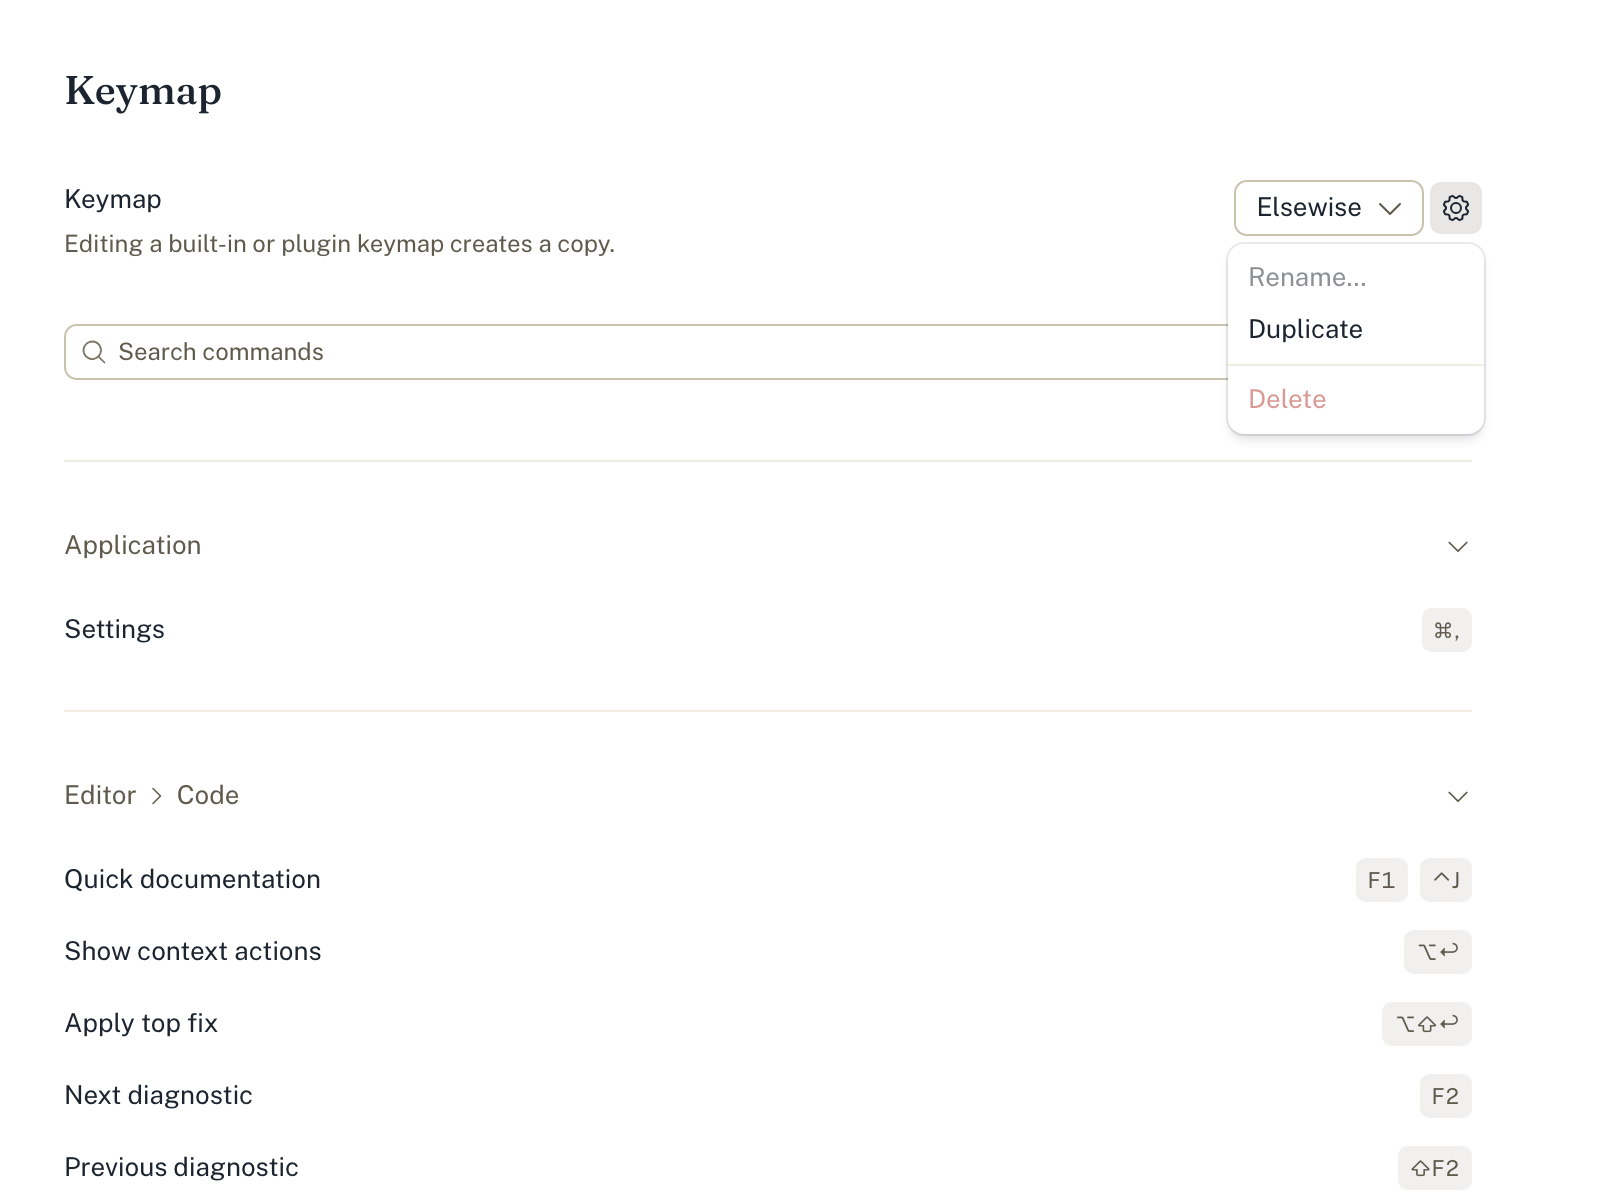 Keymap
Keymap
Elsewise
Editing a built-in or plugin keymap creates a copy.
Rename...
Duplicate
Delete
Search commands
Application
Settings
⌘,
Editor > Code
Quick documentation
F1 ^J
Show context actions
⌥↩
Apply top fix
⌥⇧↩
Next diagnostic
F2
Previous diagnostic
⇧F2